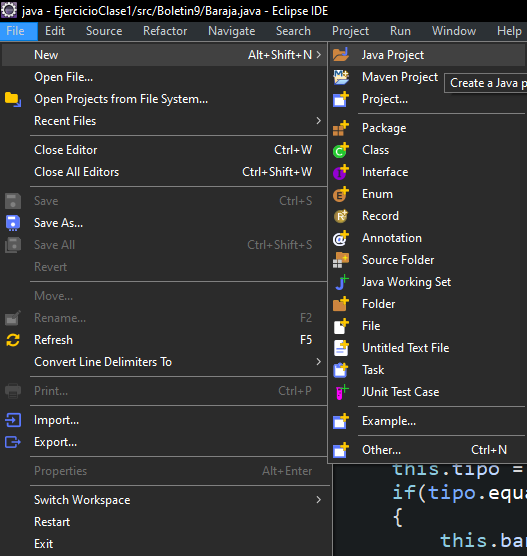 java - EjercicioClase1/src/Boletin9/Baraja.java - Eclipse IDE
File Edit Source Refactor Navigate Search Project Run Window Help
New Alt+Shift+N
Open File...
Open Projects from File System...
Recent Files
Close Editor Ctrl+W
Close All Editors Ctrl+Shift+W
Save Ctrl+S
Save As...
Save All Ctrl+Shift+S
Revert
Move...
Rename... F2
Refresh F5
Convert Line Delimiters To
Print... Ctrl+P
Import...
Export...
Properties Alt+Enter
Switch Workspace
Restart
Exit
Java Project
Maven Project
Create a Java p
Project...
Package
Class
Interface
Enum
Record
Annotation
Source Folder
Java Working Set
Folder
File
Untitled Text File
Task
JUnit Test Case
Example...
Other... Ctrl+N
this.tipo =
if(tipo.equa
{
this.bar